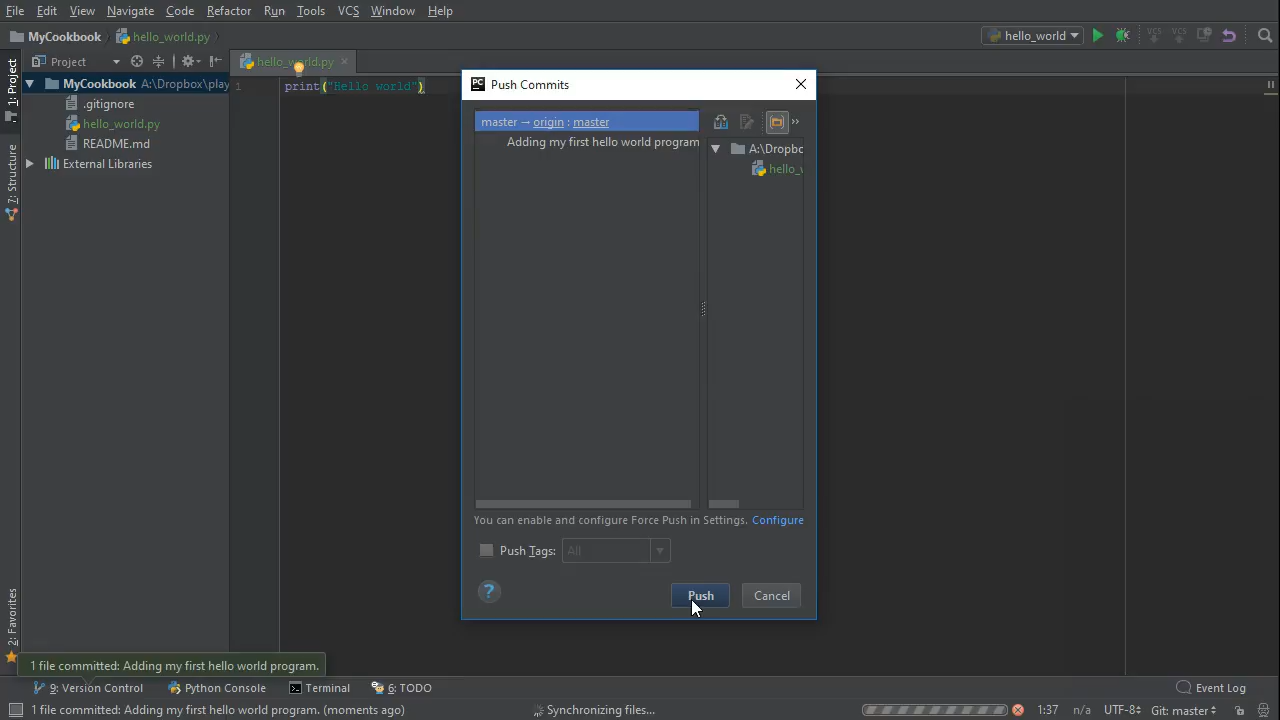 File Edit View Navigate Code Refactor Run Tools VCS Window Help
MyCookbook hello_world.py hello_world
1: Project
Project
hello_world.py
MyCookbook A:\Dropbox\play
.gitignore
hello_world.py
README.md
External Libraries
7: Structure
2: Favorites
1 print("Hello world")
PC Push Commits
master → origin : master
Adding my first hello world program
A:\Dropbo
hello_w
You can enable and configure Force Push in Settings. Configure
Push Tags: All
? Push Cancel
1 file committed: Adding my first hello world program.
9: Version Control Python Console Terminal 6: TODO Event Log
1 file committed: Adding my first hello world program. (moments ago) Synchronizing files... 1:37 n/a UTF-8 Git: master